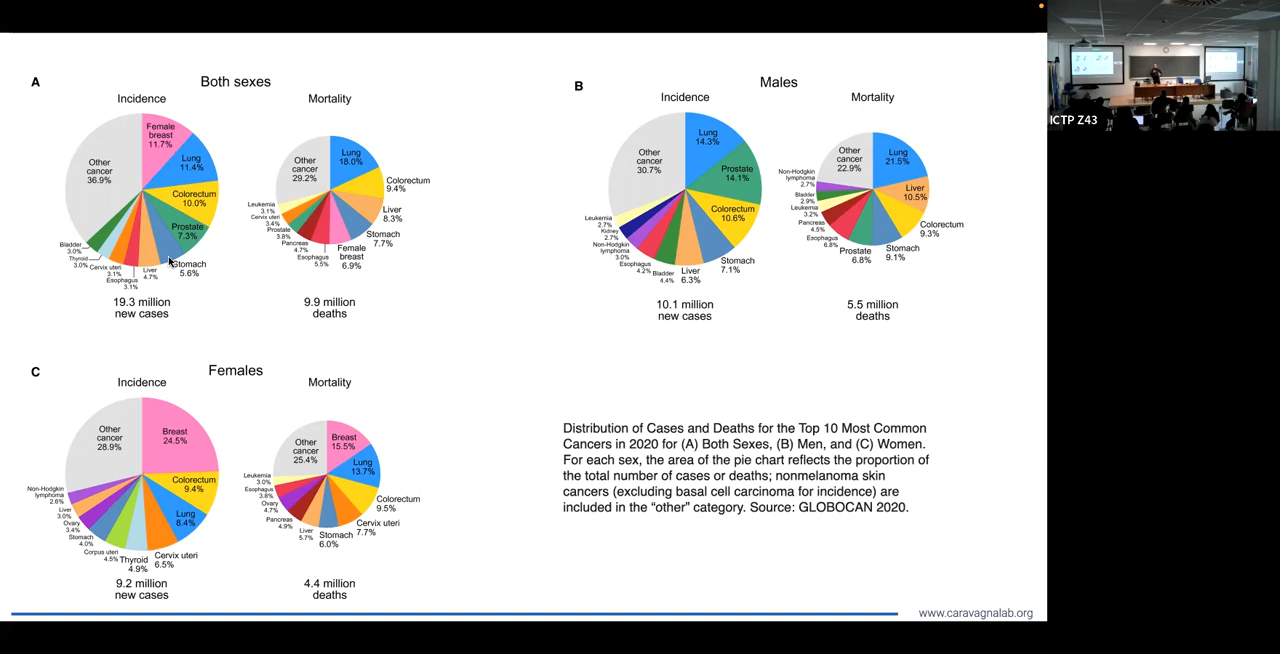 A
Both sexes
Incidence
Mortality
Female
breast
11.7%
Lung
11.4%
Colorectum
10.0%
Prostate
7.3%
Stomach
5.6%
Liver
4.7%
Esophagus
3.1%
Cervix uteri
3.1%
Thyroid
3.0%
Bladder
3.0%
Other
cancer
36.9%
19.3 million
new cases
Lung
18.0%
Colorectum
9.4%
Liver
8.3%
Stomach
7.7%
Female
breast
6.9%
Esophagus
5.5%
Pancreas
4.7%
Prostate
3.8%
Cervix uteri
3.4%
Leukemia
3.1%
Other
cancer
29.2%
9.9 million
deaths
B
Males
Incidence
Mortality
Lung
14.3%
Prostate
14.1%
Colorectum
10.6%
Stomach
7.1%
Liver
6.3%
Bladder
4.4%
Esophagus
4.2%
Non-Hodgkin
lymphoma
3.0%
Kidney
2.7%
Leukemia
2.7%
Other
cancer
30.7%
10.1 million
new cases
Lung
21.5%
Liver
10.5%
Colorectum
9.3%
Stomach
9.1%
Prostate
6.8%
Esophagus
6.8%
Pancreas
4.5%
Leukemia
3.2%
Bladder
2.9%
Non-Hodgkin
lymphoma
2.7%
Other
cancer
22.9%
5.5 million
deaths
C
Females
Incidence
Mortality
Breast
24.5%
Colorectum
9.4%
Lung
8.4%
Cervix uteri
6.5%
Thyroid
4.9%
Corpus uteri
4.5%
Stomach
4.0%
Ovary
3.4%
Liver
3.0%
Non-Hodgkin
lymphoma
2.6%
Other
cancer
28.9%
9.2 million
new cases
Breast
15.5%
Lung
13.7%
Colorectum
9.5%
Cervix uteri
7.7%
Stomach
6.0%
Liver
5.7%
Pancreas
4.9%
Ovary
4.7%
Esophagus
3.8%
Leukemia
3.0%
Other
cancer
25.4%
4.4 million
deaths
Distribution of Cases and Deaths for the Top 10 Most Common
Cancers in 2020 for (A) Both Sexes, (B) Men, and (C) Women.
For each sex, the area of the pie chart reflects the proportion of
the total number of cases or deaths; nonmelanoma skin
cancers (excluding basal cell carcinoma for incidence) are
included in the “other” category. Source: GLOBOCAN 2020.
www.caravagnalab.org
ICTP Z43